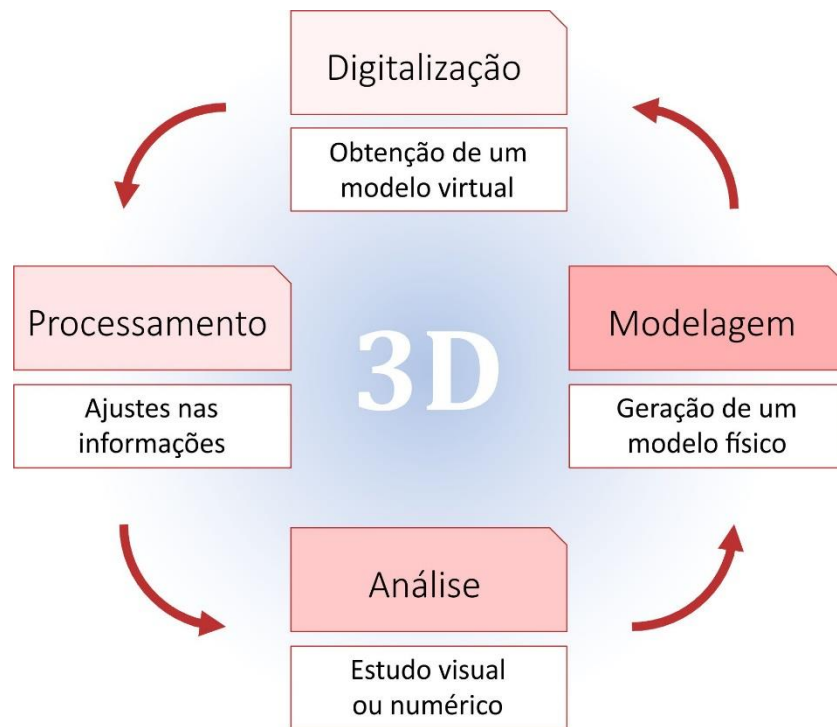 Digitalização
Obtenção de um
modelo virtual
Processamento
Ajustes nas
informações
3D
Modelagem
Geração de um
modelo físico
Análise
Estudo visual
ou numérico